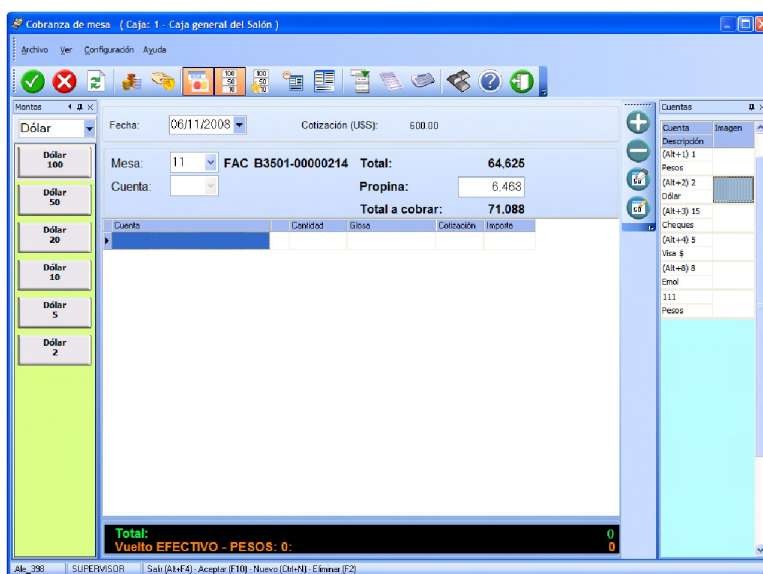 Cobranza de mesa ( Caja: 1 - Caja general del Salón )
Archivo Ver Configuración Ayuda
Montos
Dólar
Dólar
100
Dólar
50
Dólar
20
Dólar
10
Dólar
5
Dólar
2
Fecha: 06/11/2008 Cotización (U$S): 600.00
Mesa: 11 FAC B3501-00000214 Total: 64,625
Cuenta: Propina: 6,463
Total a cobrar: 71,088
Cuenta Cantidad Glosa Cotización Importe
Total: 0
Vuelto EFECTIVO - PESOS: 0: 0
Cuentas
Cuenta Imagen
Descripción
(Alt+1) 1
Pesos
(Alt+2) 2
Dólar
(Alt+3) 15
Cheques
(Alt+4) 5
Visa $
(Alt+8) 8
Emol
111
Pesos
Ale_398 SUPERVISOR Salir (Alt+F4) - Aceptar (F10) - Nuevo (Ctrl+N) - Eliminar (F2)